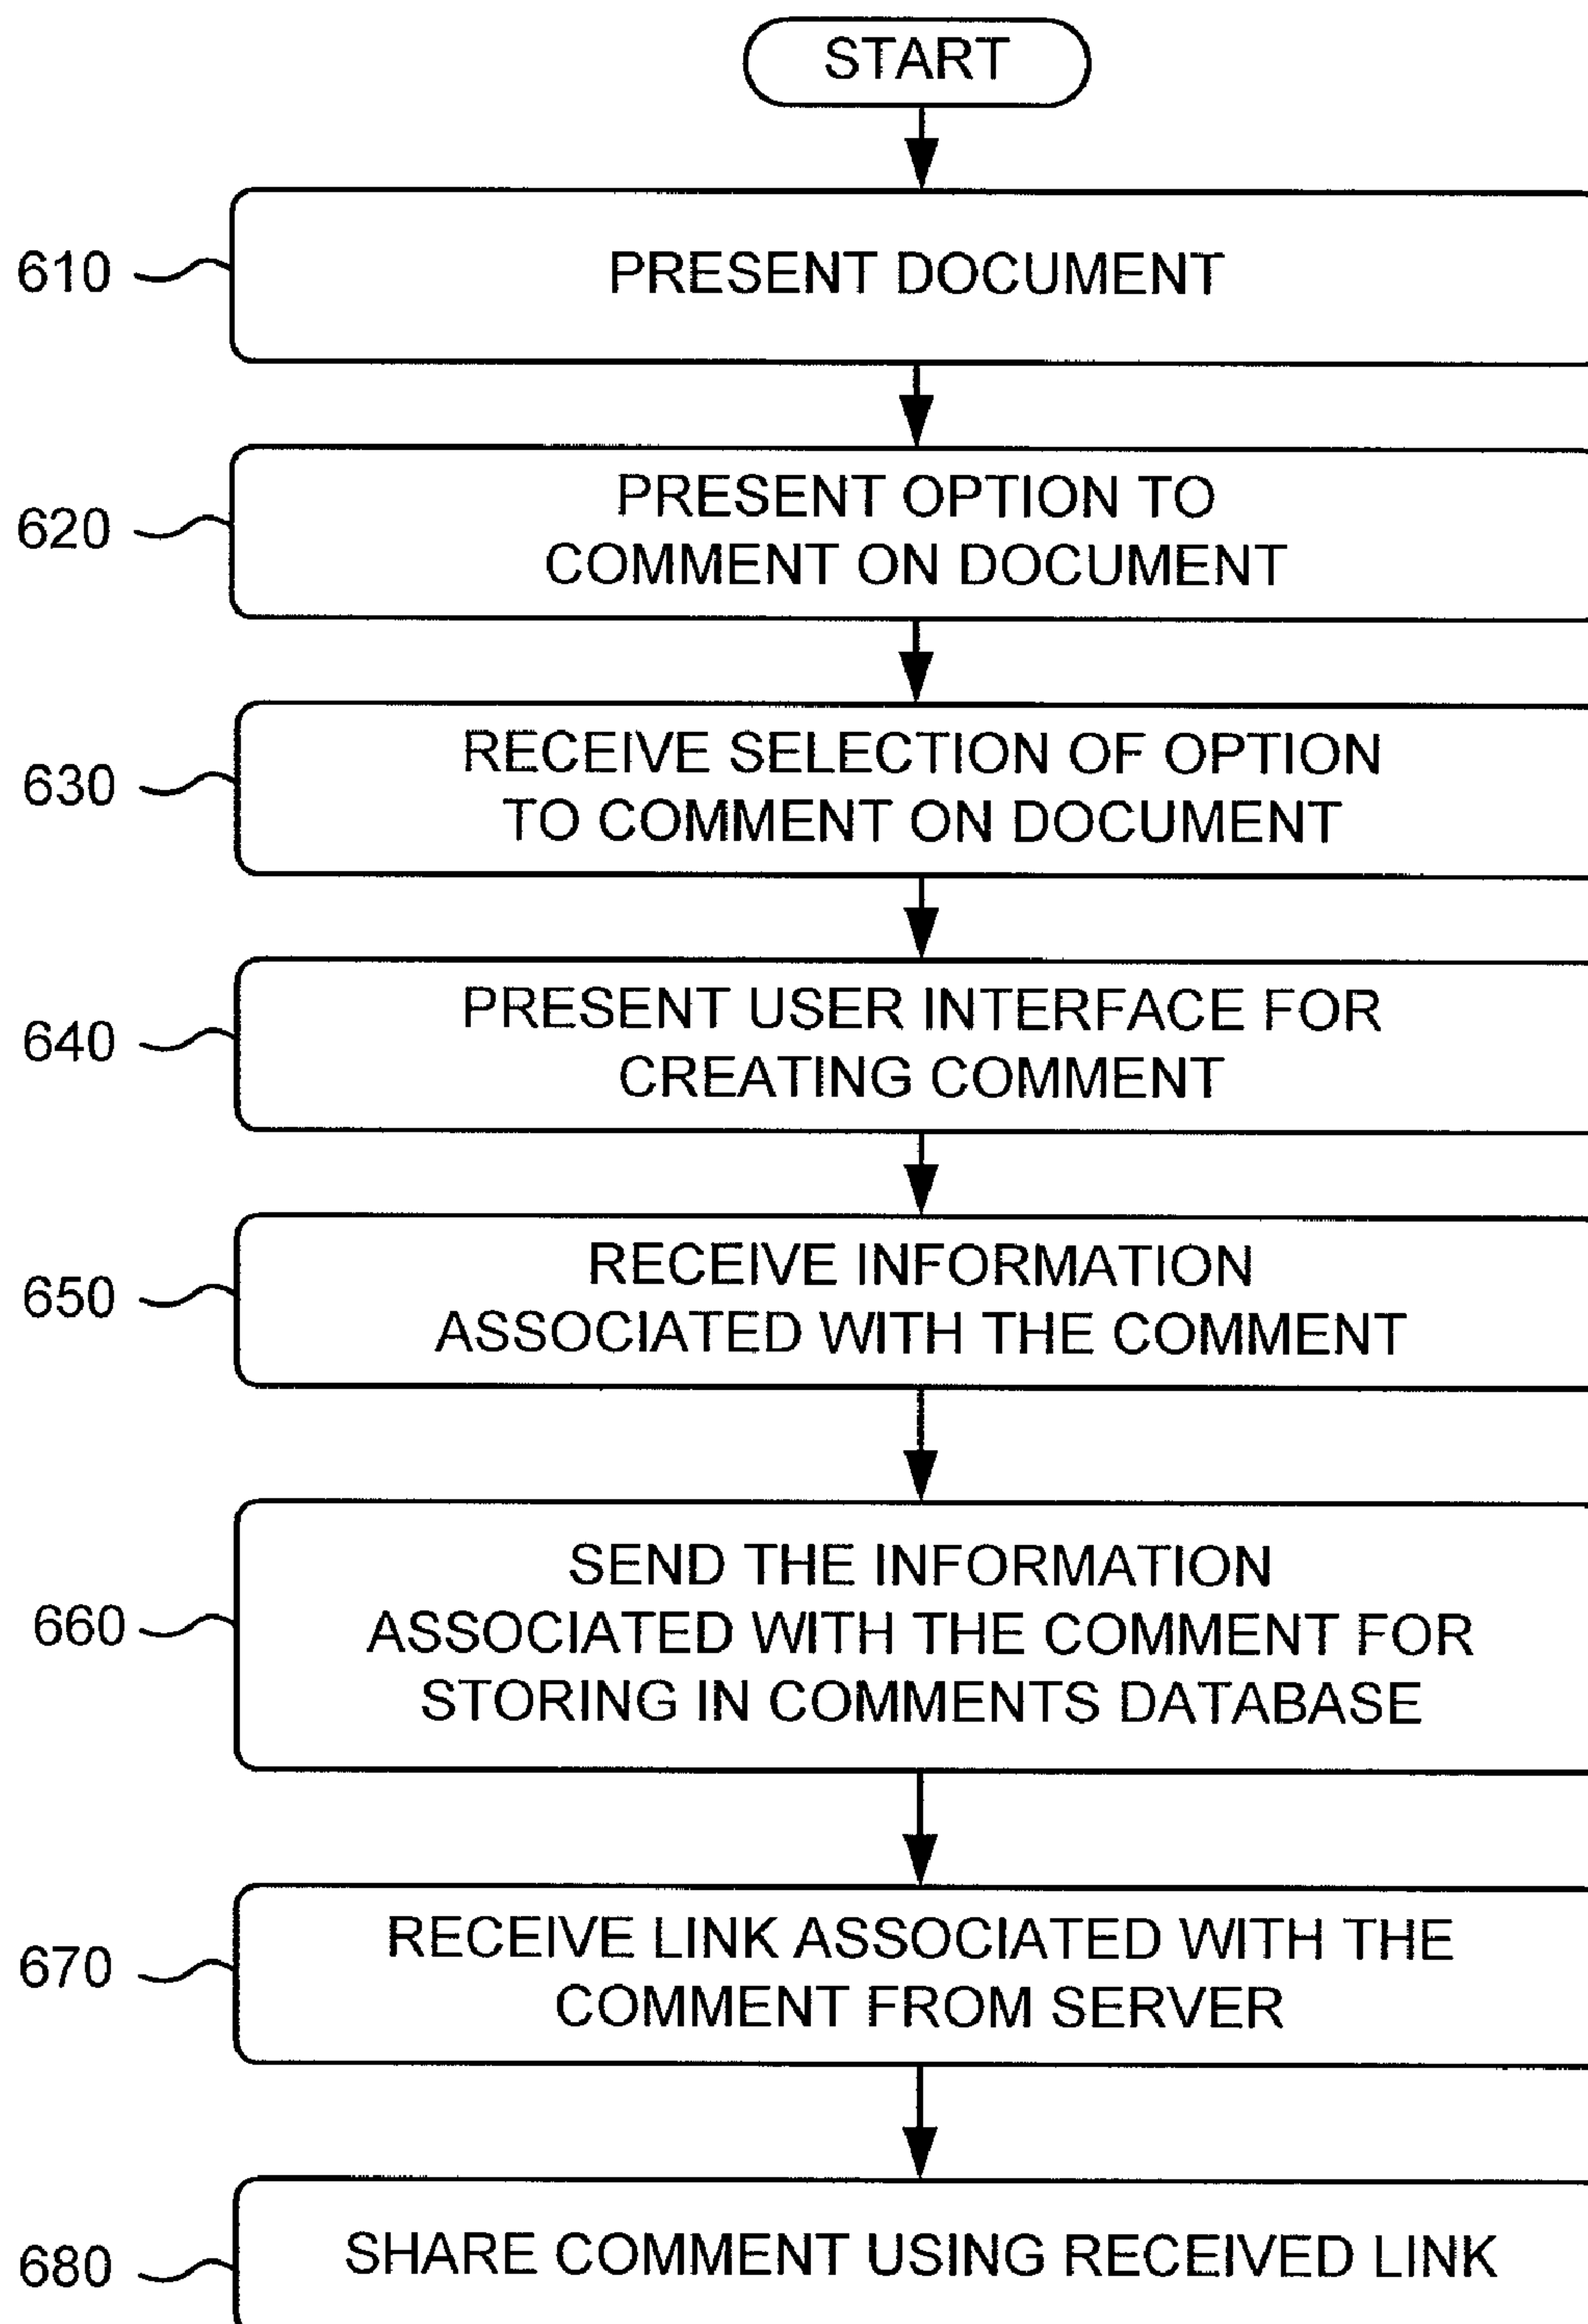 START
610
PRESENT DOCUMENT
620
PRESENT OPTION TO
COMMENT ON DOCUMENT
630
RECEIVE SELECTION OF OPTION
TO COMMENT ON DOCUMENT
640
PRESENT USER INTERFACE FOR
CREATING COMMENT
650
RECEIVE INFORMATION
ASSOCIATED WITH THE COMMENT
660
SEND THE INFORMATION
ASSOCIATED WITH THE COMMENT FOR
STORING IN COMMENTS DATABASE
670
RECEIVE LINK ASSOCIATED WITH THE
COMMENT FROM SERVER
680
SHARE COMMENT USING RECEIVED LINK